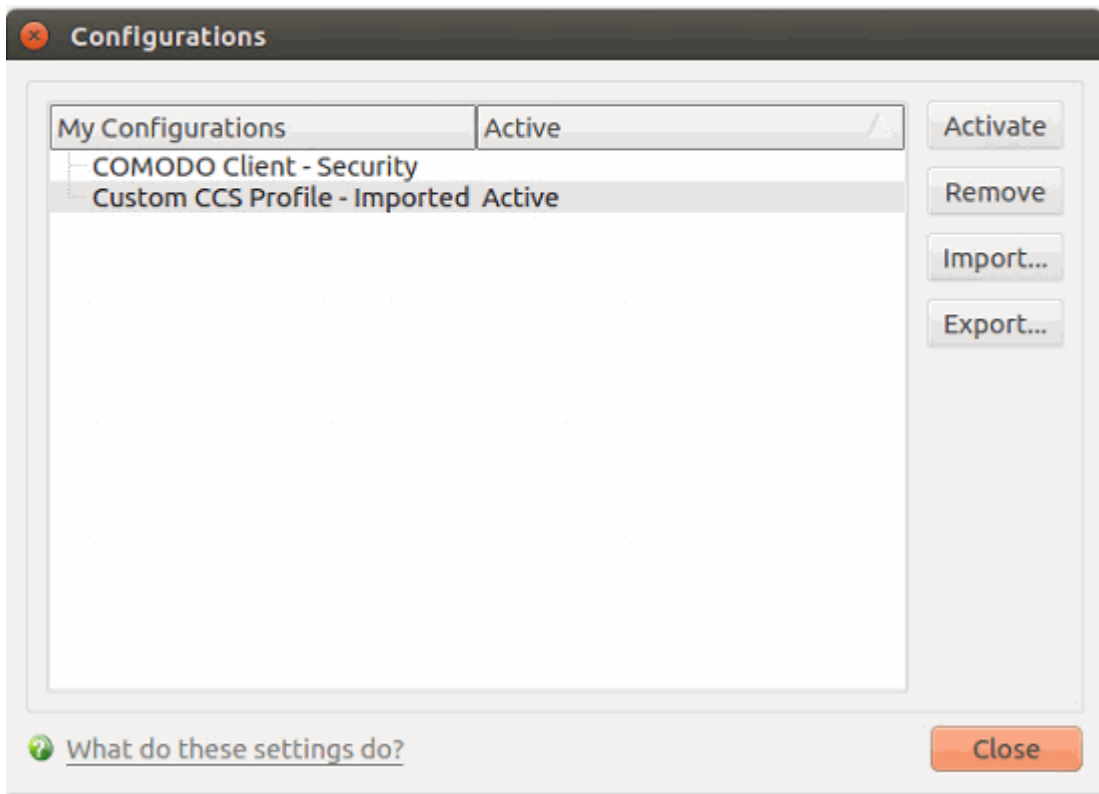 Configurations
My Configurations Active
COMODO Client - Security
Custom CCS Profile - Imported Active
Activate
Remove
Import...
Export...
What do these settings do?
Close